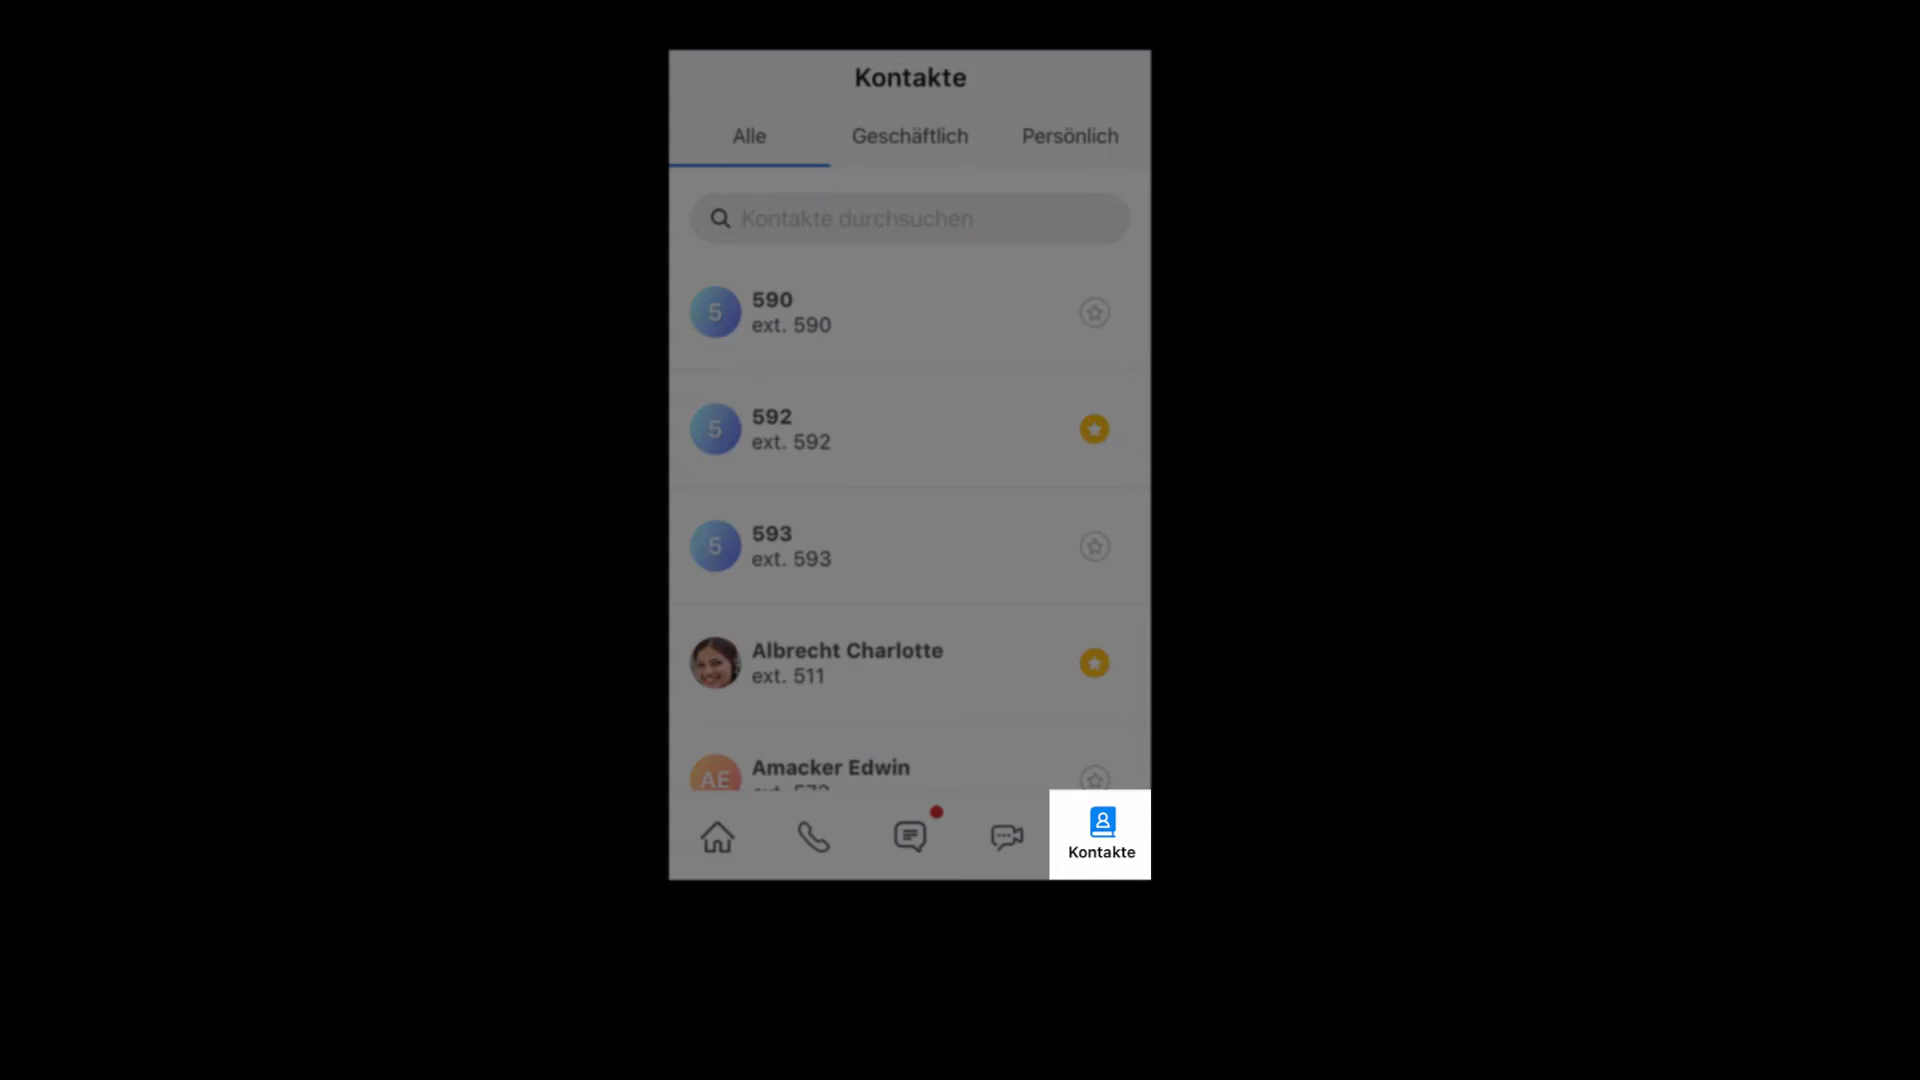 Kontakte
Alle Geschäftlich Persönlich
Kontakte durchsuchen
5 590
ext. 590
5 592
ext. 592
5 593
ext. 593
Albrecht Charlotte
ext. 511
AE Amacker Edwin
Kontakte